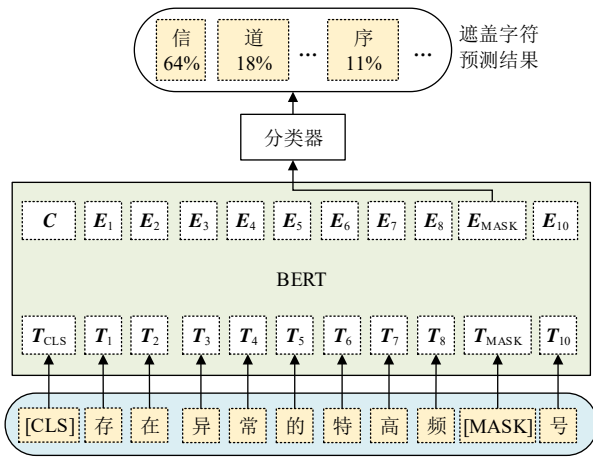 信 道 序
64% 18% … 11% …
遮盖字符
预测结果
分类器
C E1 E2 E3 E4 E5 E6 E7 E8 EMASK E10
BERT
TCLS T1 T2 T3 T4 T5 T6 T7 T8 TMASK T10
[CLS] 存 在 异 常 的 特 高 频 [MASK] 号